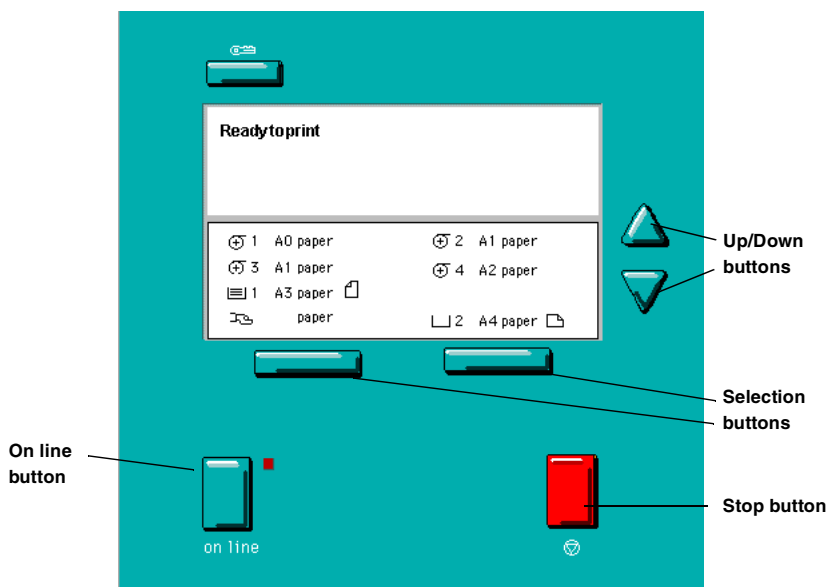 Readytoprint
1 A0 paper 2 A1 paper
3 A1 paper 4 A2 paper
1 A3 paper
paper 2 A4 paper
Up/Down
buttons
Selection
buttons
On line
button
Stop button
on line